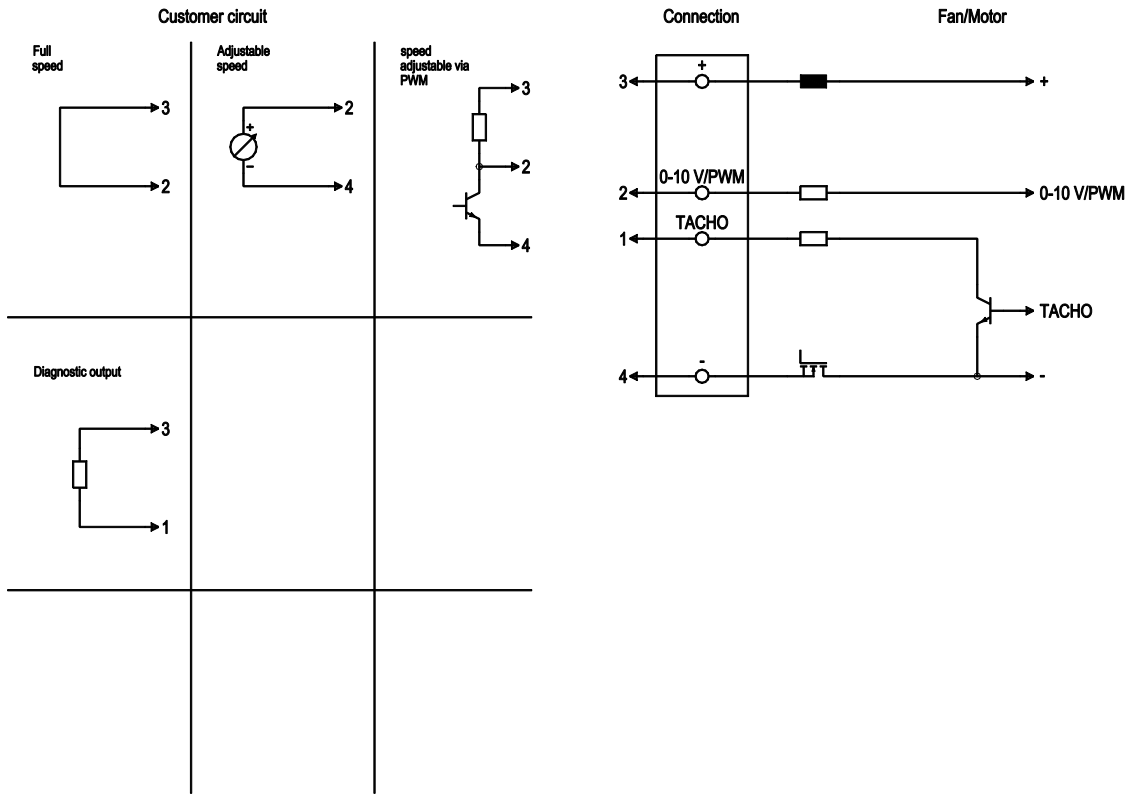 Customer circuit
Full
speed
3
2
Adjustable
speed
+
-
2
4
speed
adjustable via
PWM
3
2
4
Diagnostic output
3
1
Connection
Fan/Motor
3 + +
2 0-10 V/PWM 0-10 V/PWM
1 TACHO
TACHO
4 - -